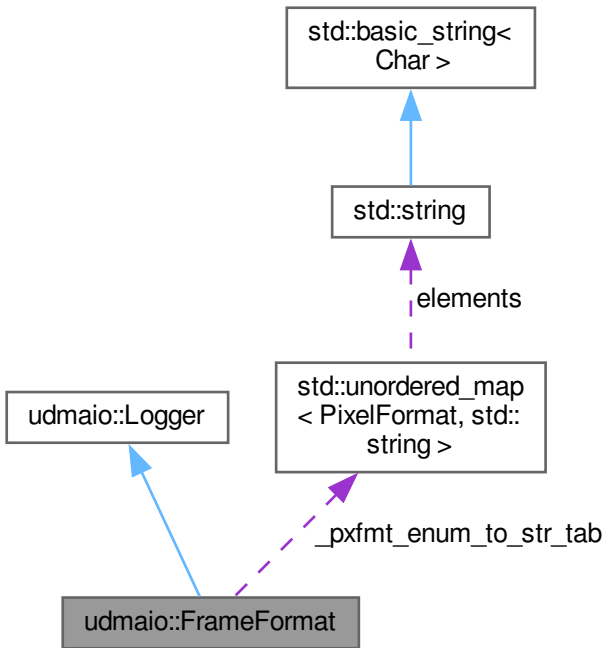 std::basic_string<
Char >
std::string
elements
std::unordered_map
< PixelFormat, std::
string >
udmaio::Logger
_pxfmt_enum_to_str_tab
udmaio::FrameFormat